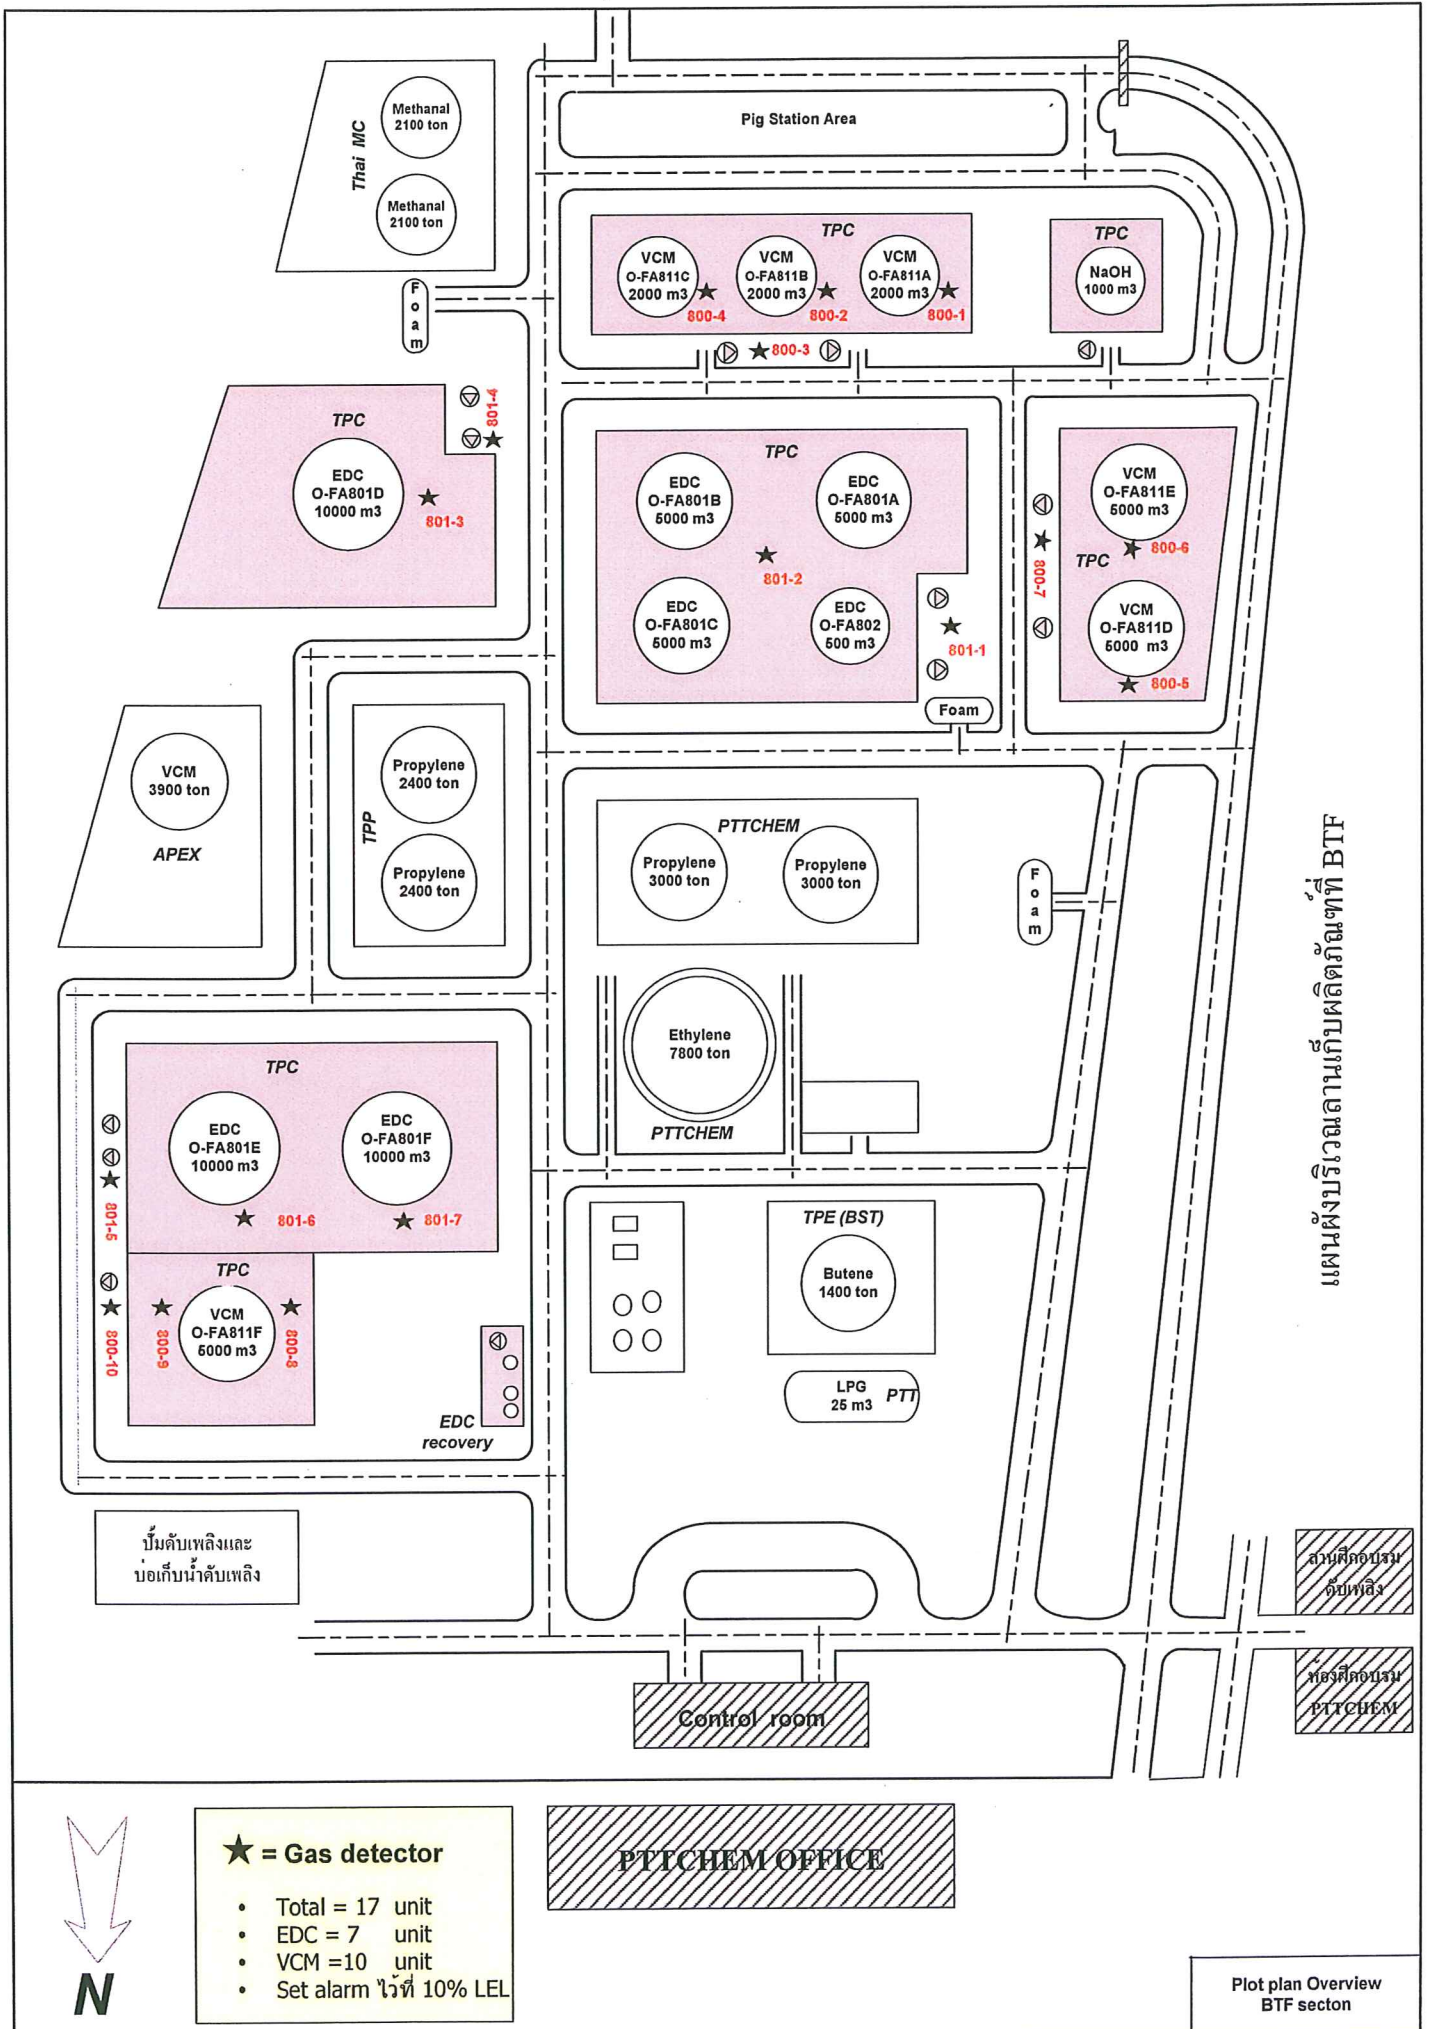 Pig Station Area
Thai MC
Methanal
2100 ton
Methanal
2100 ton
Foam
TPC
VCM
O-FA811C
2000 m3
800-4
VCM
O-FA811B
2000 m3
800-2
VCM
O-FA811A
2000 m3
800-1
800-3
TPC
NaOH
1000 m3
TPC
EDC
O-FA801D
10000 m3
801-3
801-4
TPC
EDC
O-FA801B
5000 m3
EDC
O-FA801A
5000 m3
801-2
EDC
O-FA801C
5000 m3
EDC
O-FA802
500 m3
801-1
Foam
VCM
O-FA811E
5000 m3
800-6
TPC
800-7
VCM
O-FA811D
5000 m3
800-5
VCM
3900 ton
APEX
TPP
Propylene
2400 ton
Propylene
2400 ton
PTTCHEM
Propylene
3000 ton
Propylene
3000 ton
Foam
Ethylene
7800 ton
PTTCHEM
แผนผังบริเวณลานเก็บผลิตภัณฑ์ที่ BTF
TPC
EDC
O-FA801E
10000 m3
EDC
O-FA801F
10000 m3
801-5
801-6
801-7
TPC
VCM
O-FA811F
5000 m3
800-10
800-9
800-8
EDC
recovery
TPE (BST)
Butene
1400 ton
LPG
25 m3
PTT
ปั๊มดับเพลิงและ
บ่อเก็บน้ำดับเพลิง
ลานฝึกอบรม
ดับเพลิง
ห้องฝึกอบรม
PTTCHEM
Control room
PTTCHEM OFFICE
N
★ = Gas detector
• Total = 17 unit
• EDC = 7 unit
• VCM =10 unit
• Set alarm ไว้ที่ 10% LEL
Plot plan Overview
BTF secton